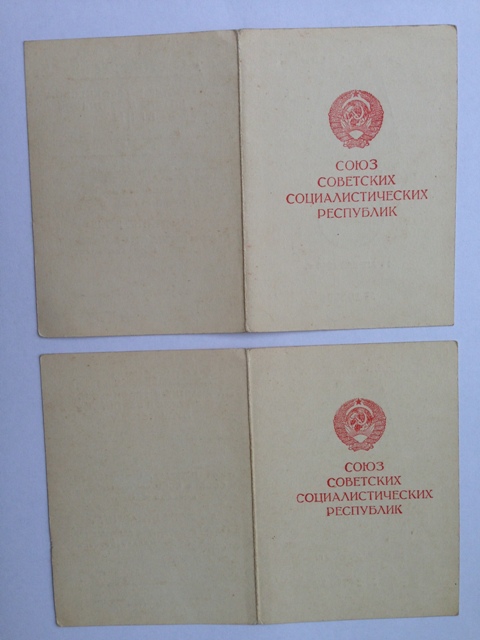 СОЮЗ
СОВЕТСКИХ
СОЦИАЛИСТИЧЕСКИХ
РЕСПУБЛИК
СОЮЗ
СОВЕТСКИХ
СОЦИАЛИСТИЧЕСКИХ
РЕСПУБЛИК